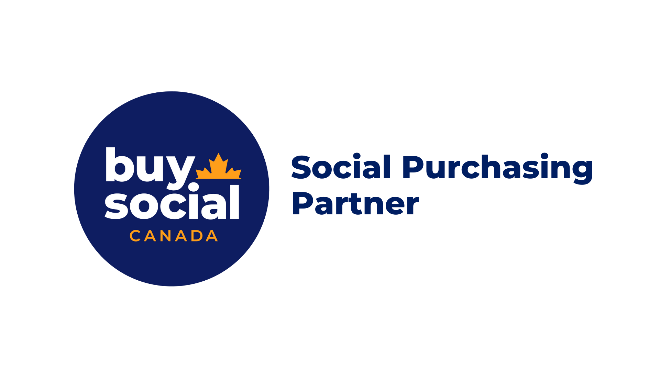 buy
social
CANADA
Social Purchasing
Partner